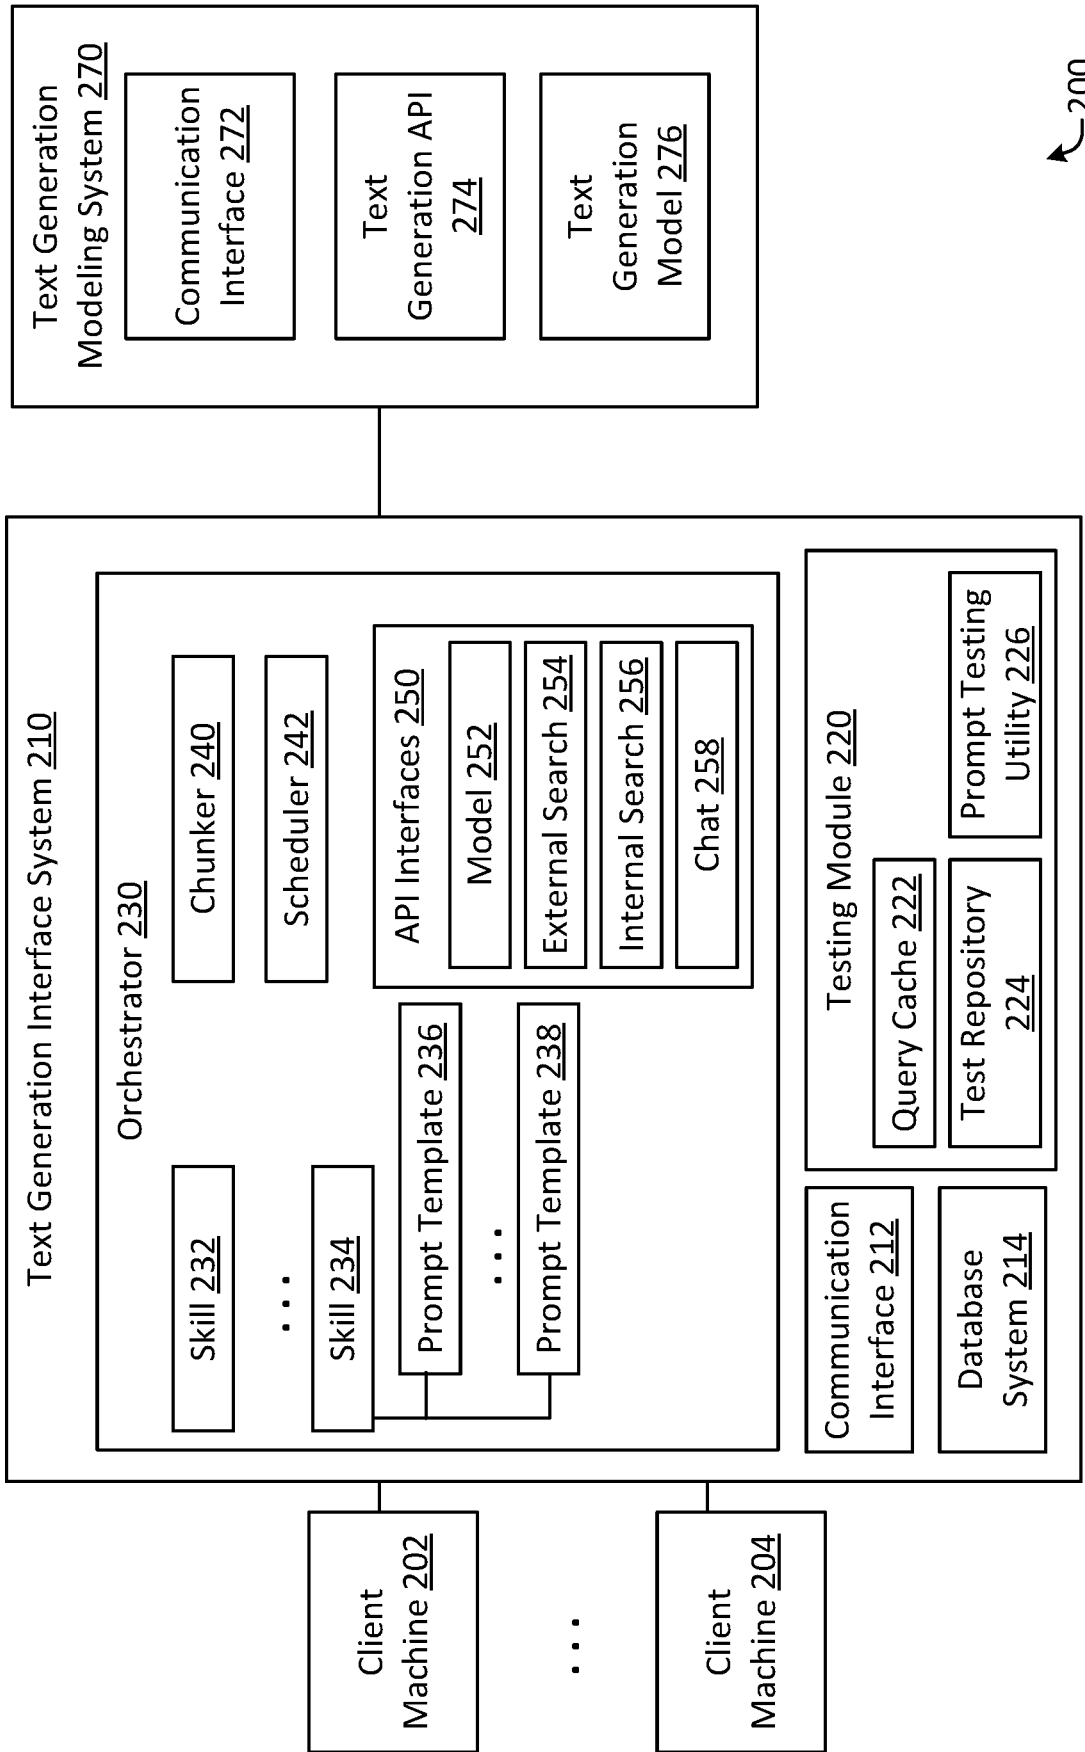 Text Generation Interface System 210
Orchestrator 230
Skill 232
...
Skill 234
Prompt Template 236
...
Prompt Template 238
Chunker 240
Scheduler 242
API Interfaces 250
Model 252
External Search 254
Internal Search 256
Chat 258
Communication
Interface 212
Database
System 214
Testing Module 220
Query Cache 222
Test Repository
224
Prompt Testing
Utility 226
Client
Machine 202
...
Client
Machine 204
Text Generation
Modeling System 270
Communication
Interface 272
Text
Generation API
274
Text
Generation
Model 276
200